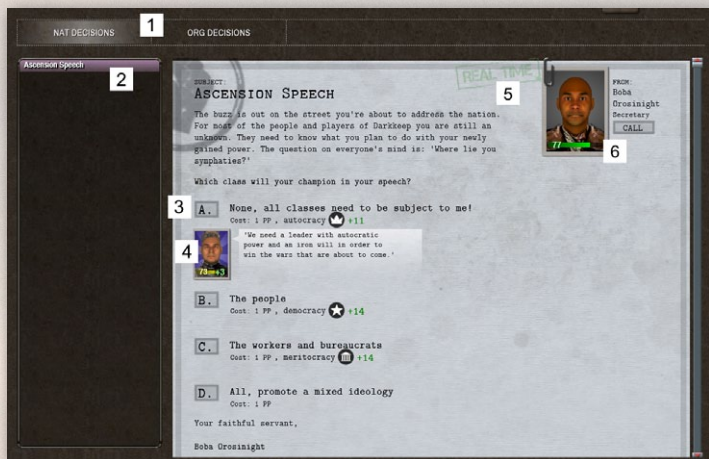 NAT DECISIONS
1
ORG DECISIONS
Ascension Speech
2
REAL TIME
5
SUBJECT:
ASCENSION SPEECH
The buzz is out on the street you're about to address the nation.
For most of the people and players of Darkeep you are still an
unknown. They need to know what you plan to do with your newly
gained power. The question on everyone's mind is: 'Where lie you
symphaties?'
Which class will your champion in your speech?
FROM:
Boba
Orosinight
Secretary
CALL
77
6
3
A. None, all classes need to be subject to me!
Cost: 1 PP , autocracy +11
4
'We need a leader with autocratic
power and an iron will in order to
win the wars that are about to come.'
73 +3
B. The people
Cost: 1 PP , democracy +14
C. The workers and bureaucrats
Cost: 1 PP , meritocracy +14
D. All, promote a mixed ideology
Cost: 1 PP
Your faithful servant,
Boba Orosinight